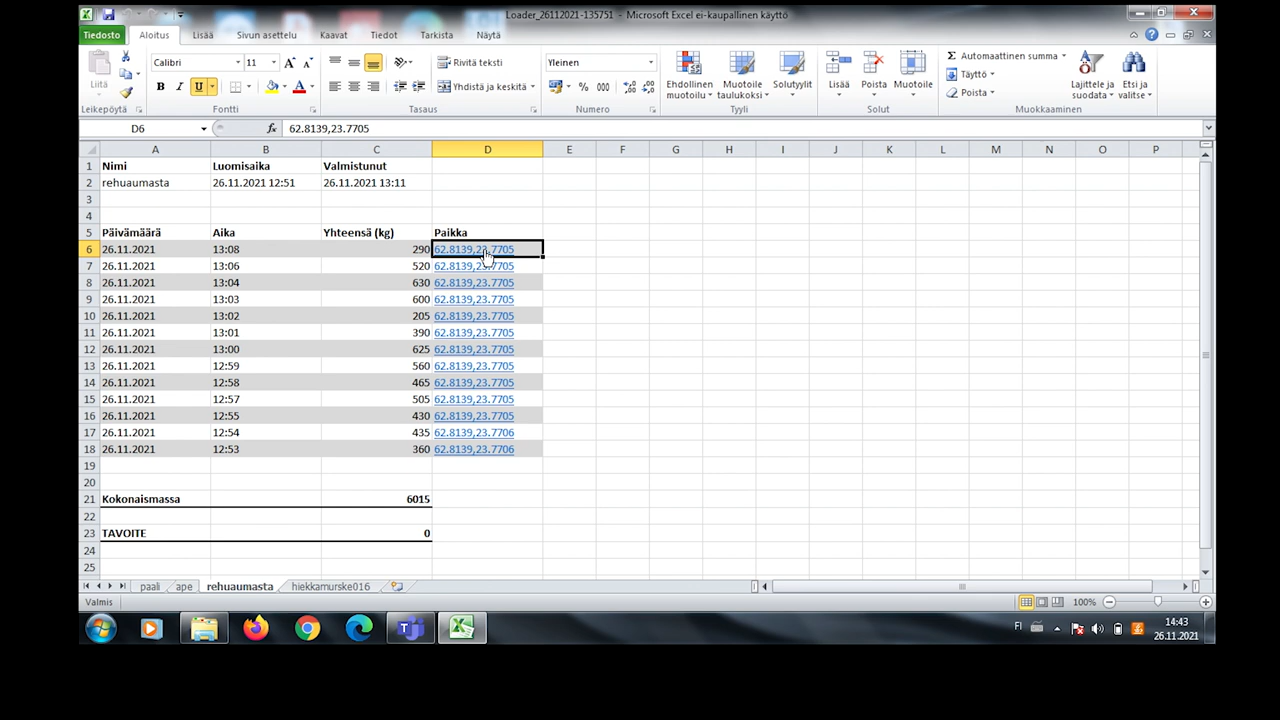 Loader_26112021-135751 - Microsoft Excel ei-kaupallinen käyttö
Tiedosto Aloitus Lisää Sivun asettelu Kaavat Tiedot Tarkista Näytä
Liitä
Leikepöytä
Calibri 11
Fontti
Rivitä teksti
Yhdistä ja keskitä
Tasaus
Yleinen
% 000
Numero
Ehdollinen muotoilu
Muotoile taulukoksi
Solutyylit
Tyyli
Lisää Poista Muotoile
Solut
Automaattinen summa
Täyttö
Poista
Lajittele ja suodata
Etsi ja valitse
Muokkaaminen
D6 fx 62.8139,23.7705
A B C D E F G H I J K L M N O P
1 Nimi Luomisaika Valmistunut
2 rehuaumasta 26.11.2021 12:51 26.11.2021 13:11
3
4
5 Päivämäärä Aika Yhteensä (kg) Paikka
6 26.11.2021 13:08 290 62.8139,23.7705
7 26.11.2021 13:06 520 62.8139,23.7705
8 26.11.2021 13:04 630 62.8139,23.7705
9 26.11.2021 13:03 600 62.8139,23.7705
10 26.11.2021 13:02 205 62.8139,23.7705
11 26.11.2021 13:01 390 62.8139,23.7705
12 26.11.2021 13:00 625 62.8139,23.7705
13 26.11.2021 12:59 560 62.8139,23.7705
14 26.11.2021 12:58 465 62.8139,23.7705
15 26.11.2021 12:57 505 62.8139,23.7705
16 26.11.2021 12:55 430 62.8139,23.7705
17 26.11.2021 12:54 435 62.8139,23.7706
18 26.11.2021 12:53 360 62.8139,23.7706
19
20
21 Kokonaismassa 6015
22
23 TAVOITE 0
24
25
paali ape rehuaumasta hiekkamurske016
Valmis 100%
FI 14:43
26.11.2021